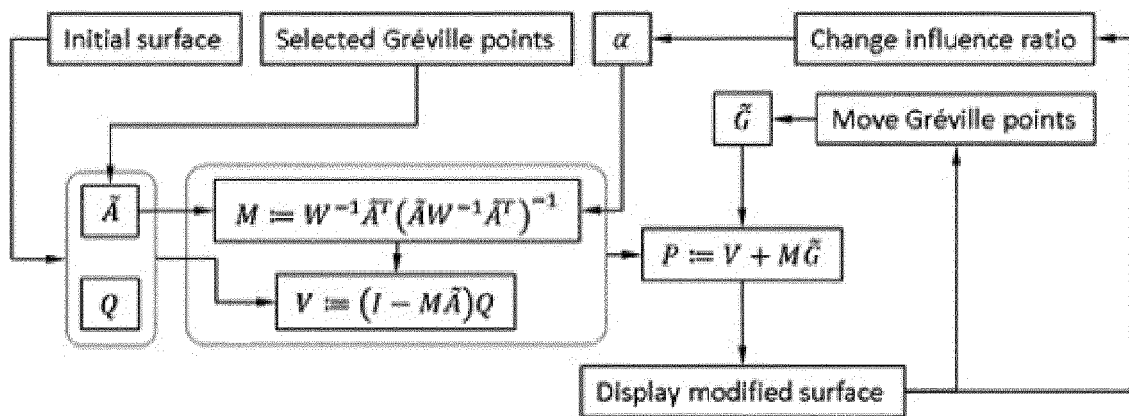 Initial surface
Selected Gréville points
α
Change influence ratio
G̃
Move Gréville points
Ã
M ≔ W⁻¹Ã^T(ÃW⁻¹Ã^T)⁻¹
P ≔ V + MG̃
Q
V ≔ (I − MÃ)Q
Display modified surface